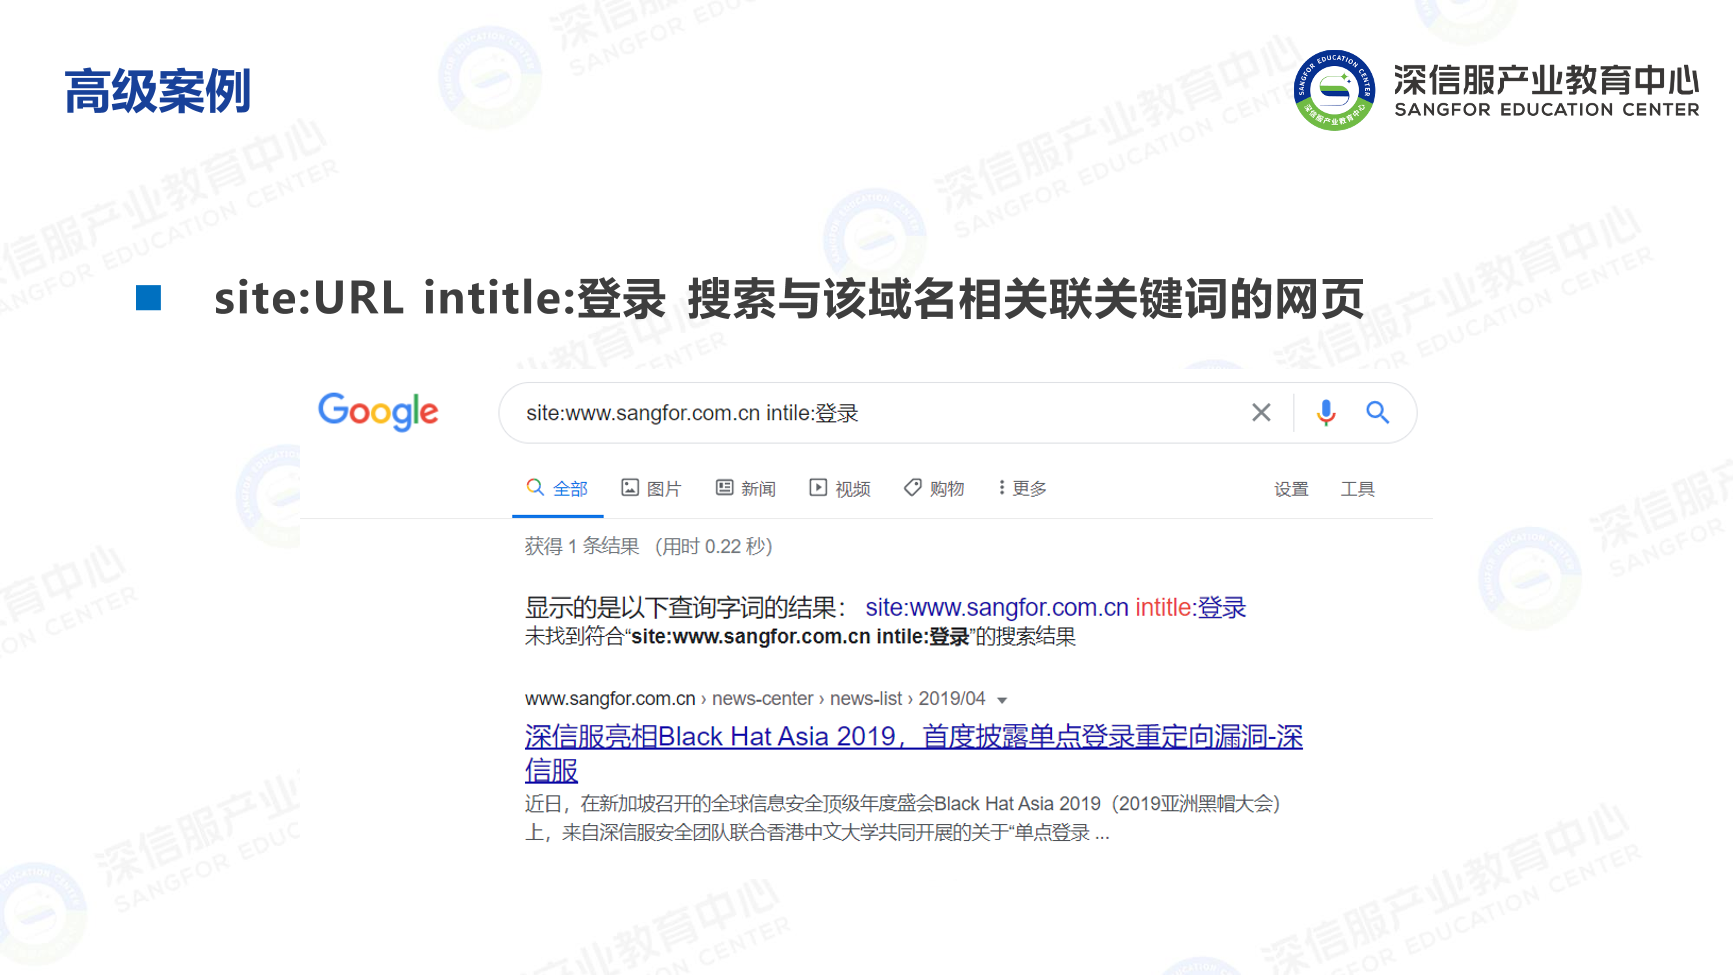 高级案例
深信服产业教育中心
SANGFOR EDUCATION CENTER
site:URL intitle:登录 搜索与该域名相关联关键词的网页
Google
site:www.sangfor.com.cn intile:登录
全部 图片 新闻 视频 购物 更多 设置 工具
获得 1 条结果 （用时 0.22 秒）
显示的是以下查询字词的结果： site:www.sangfor.com.cn intitle:登录
未找到符合“site:www.sangfor.com.cn intile:登录”的搜索结果
www.sangfor.com.cn › news-center › news-list › 2019/04
深信服亮相Black Hat Asia 2019，首度披露单点登录重定向漏洞-深
信服
近日，在新加坡召开的全球信息安全顶级年度盛会Black Hat Asia 2019（2019亚洲黑帽大会）
上，来自深信服安全团队联合香港中文大学共同开展的关于“单点登录 ...